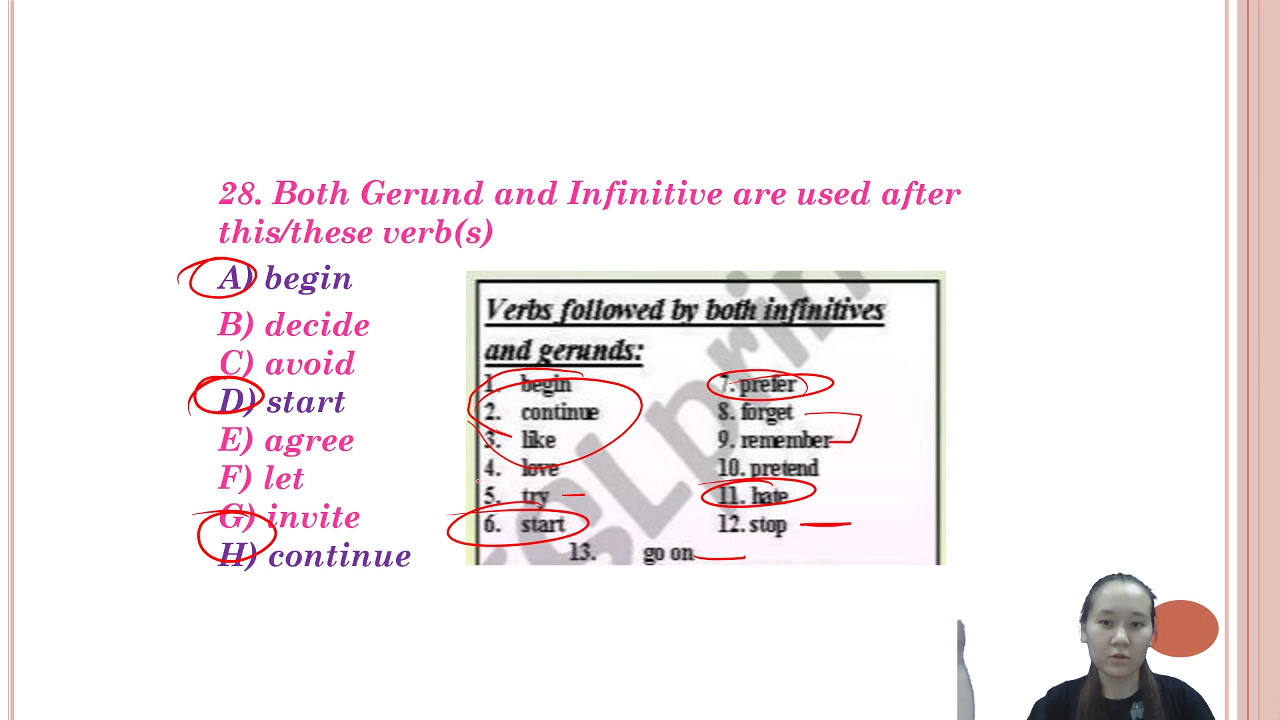 28. Both Gerund and Infinitive are used after
this/these verb(s)
A) begin
B) decide
C) avoid
D) start
E) agree
F) let
G) invite
H) continue
Verbs followed by both infinitives
and gerunds:
1. begin
2. continue
3. like
4. love
5. try
6. start
7. prefer
8. forget
9. remember
10. pretend
11. hate
12. stop
13. go on